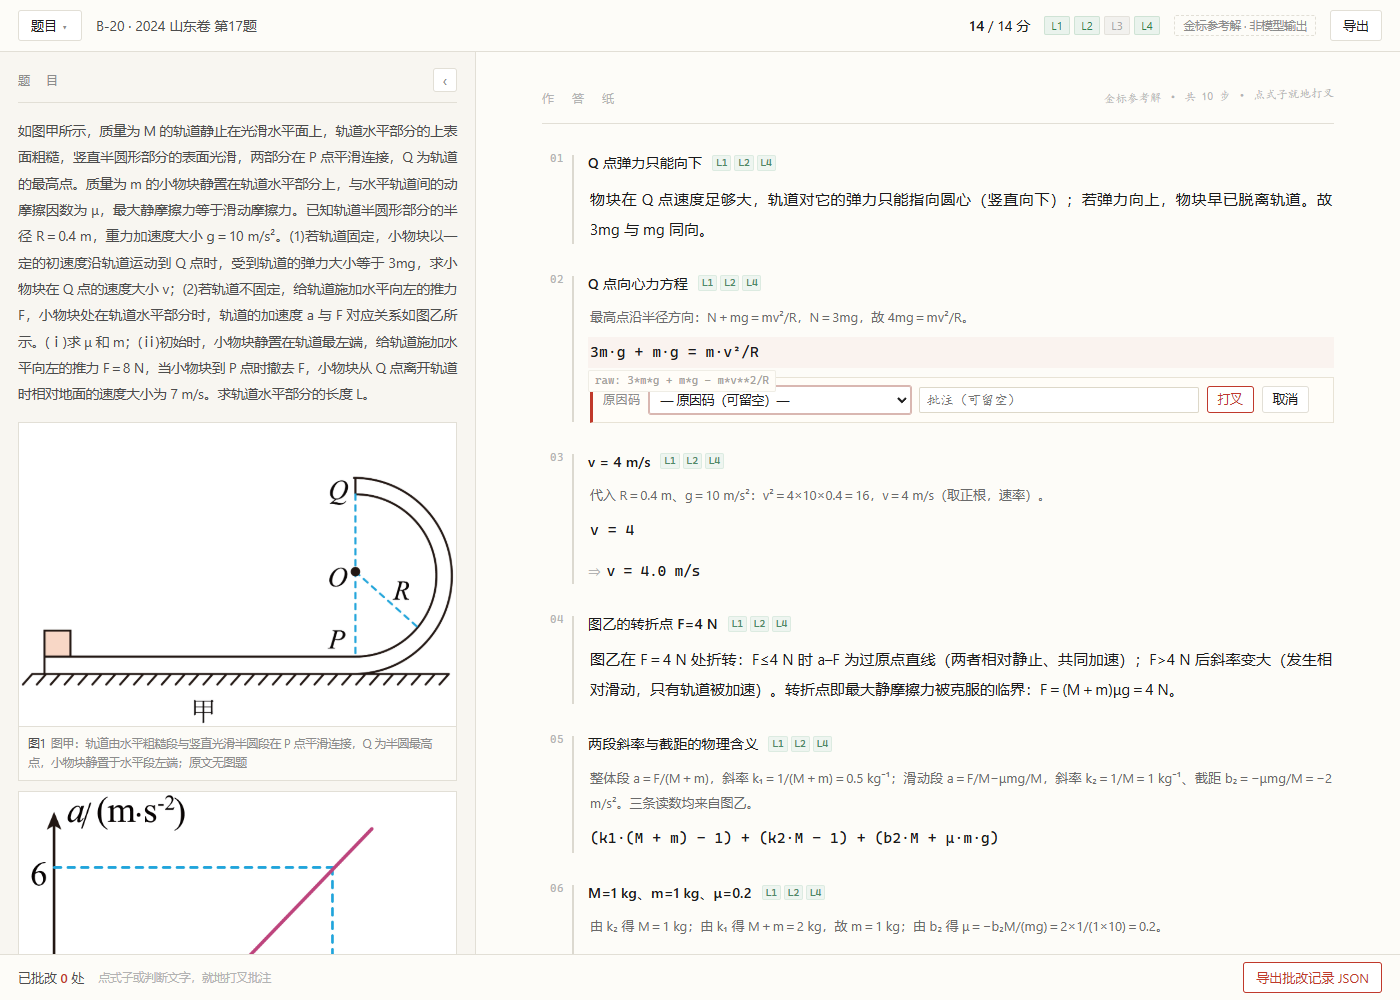 题目
B-20 · 2024 山东卷 第17题
14 / 14 分
L1 L2 L3 L4
金标参考解 · 非模型输出
导出
题 目
如图甲所示，质量为 M 的轨道静止在光滑水平面上，轨道水平部分的上表
面粗糙，竖直半圆形部分的表面光滑，两部分在 P 点平滑连接，Q 为轨道
的最高点。质量为 m 的小物块静置在轨道水平部分上，与水平轨道间的动
摩擦因数为 μ，最大静摩擦力等于滑动摩擦力。已知轨道半圆形部分的半
径 R＝0.4 m，重力加速度大小 g＝10 m/s²。(1)若轨道固定，小物块以一
定的初速度沿轨道运动到 Q 点时，受到轨道的弹力大小等于 3mg，求小
物块在 Q 点的速度大小 v；(2)若轨道不固定，给轨道施加水平向左的推力
F，小物块处在轨道水平部分时，轨道的加速度 a 与 F 对应关系如图乙所
示。(ⅰ)求 μ 和 m；(ⅱ)初始时，小物块静置在轨道最左端，给轨道施加水
平向左的推力 F＝8 N，当小物块到 P 点时撤去 F，小物块从 Q 点离开轨道
时相对地面的速度大小为 7 m/s。求轨道水平部分的长度 L。
Q
O
R
P
甲
图1 图甲：轨道由水平粗糙段与竖直光滑半圆段在 P 点平滑连接，Q 为半圆最高
点，小物块静置于水平段左端；原文无图题
a/(m·s⁻²)
6
作 答 纸
金标参考解 • 共 10 步 • 点式子就地打叉
01
Q 点弹力只能向下 L1 L2 L4
物块在 Q 点速度足够大，轨道对它的弹力只能指向圆心（竖直向下）；若弹力向上，物块早已脱离轨道。故
3mg 与 mg 同向。
02
Q 点向心力方程 L1 L2 L4
最高点沿半径方向：N＋mg＝mv²/R，N＝3mg，故 4mg＝mv²/R。
3m·g + m·g = m·v²/R
raw: 3*m*g + m*g − m*v**2/R
原因码 — 原因码（可留空）— 批注（可留空） 打叉 取消
03
v = 4 m/s L1 L2 L4
代入 R＝0.4 m、g＝10 m/s²：v²＝4×10×0.4＝16，v＝4 m/s（取正根，速率）。
v = 4
⇒ v = 4.0 m/s
04
图乙的转折点 F=4 N L1 L2 L4
图乙在 F＝4 N 处折转：F≤4 N 时 a–F 为过原点直线（两者相对静止、共同加速）；F>4 N 后斜率变大（发生相
对滑动，只有轨道被加速）。转折点即最大静摩擦力被克服的临界：F＝(M＋m)μg＝4 N。
05
两段斜率与截距的物理含义 L1 L2 L4
整体段 a＝F/(M＋m)，斜率 k₁＝1/(M＋m)＝0.5 kg⁻¹；滑动段 a＝F/M−μmg/M，斜率 k₂＝1/M＝1 kg⁻¹、截距 b₂＝−μmg/M＝−2
m/s²。三条读数均来自图乙。
(k1·(M + m) − 1) + (k2·M − 1) + (b2·M + μ·m·g)
06
M=1 kg、m=1 kg、μ=0.2 L1 L2 L4
由 k₂ 得 M＝1 kg；由 k₁ 得 M＋m＝2 kg，故 m＝1 kg；由 b₂ 得 μ＝−b₂M/(mg)＝2×1/(1×10)＝0.2。
已批改 0 处 点式子或判断文字，就地打叉批注
导出批改记录 JSON